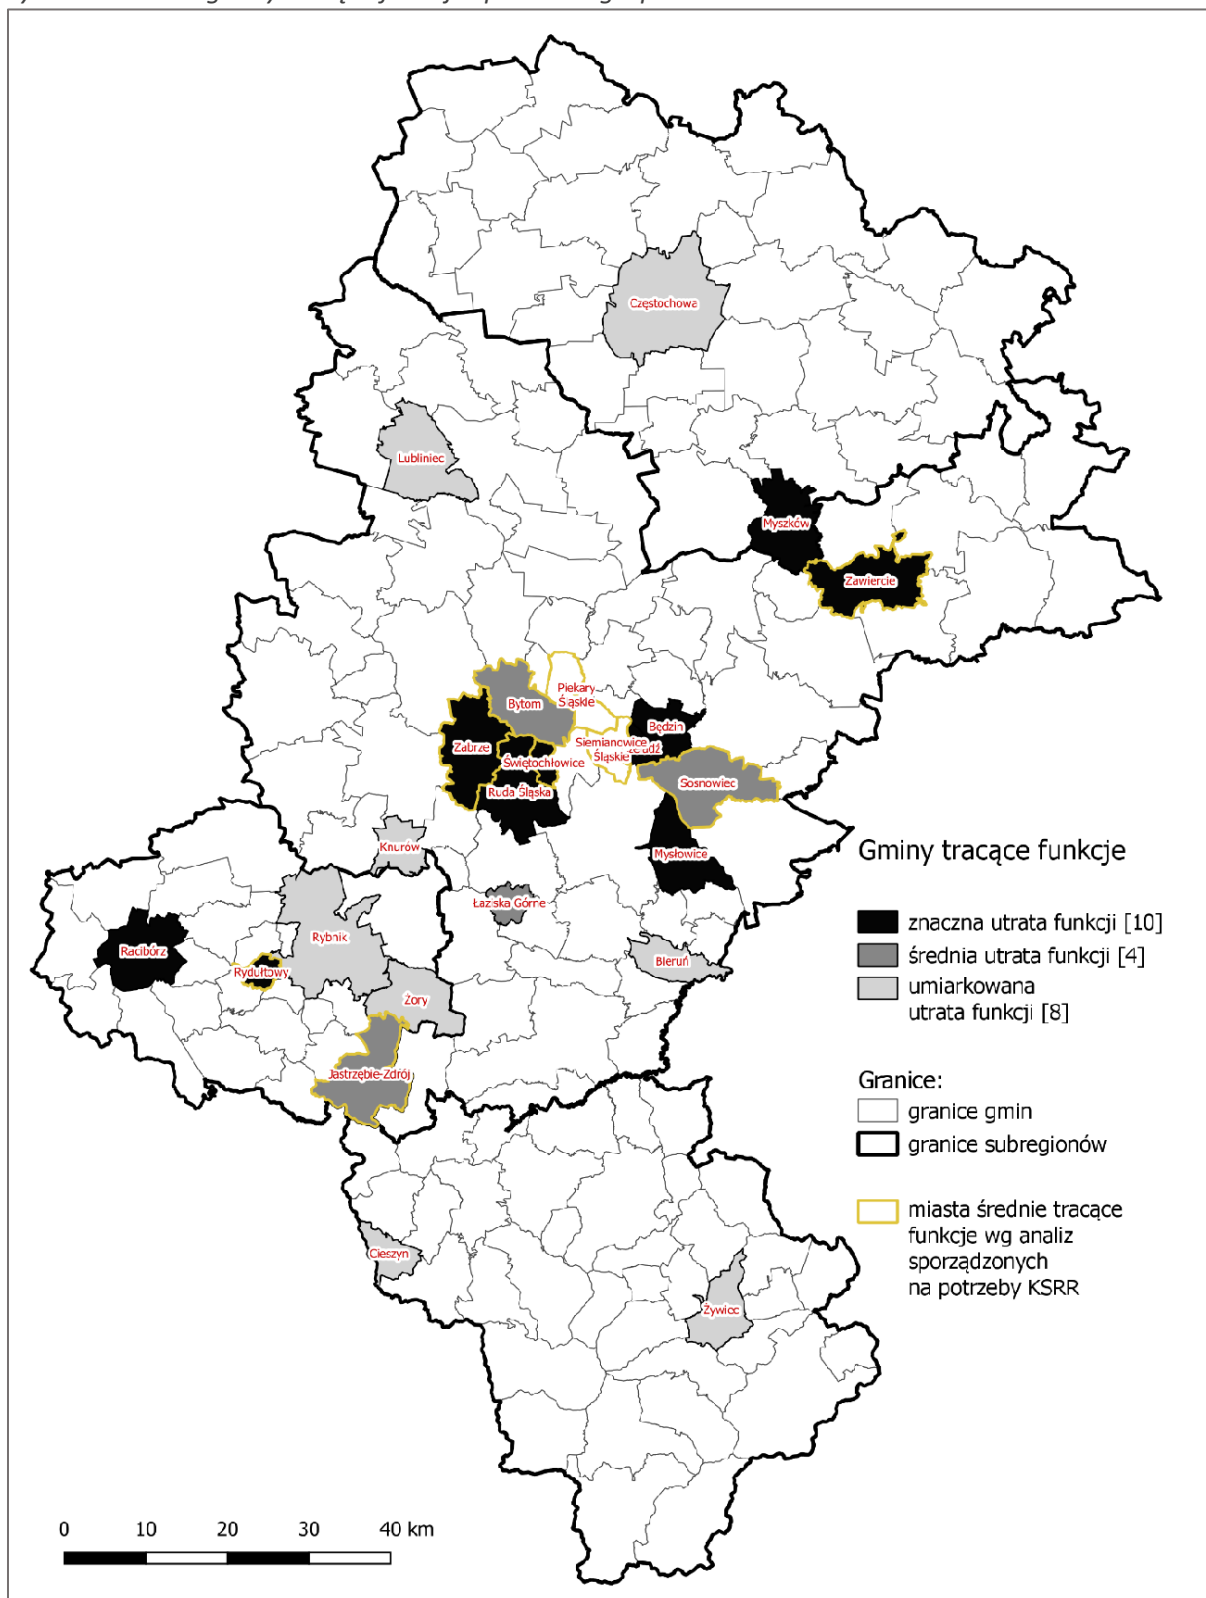 Częstochowa
Lubliniec
Myszków
Zawiercie
Piekary
Śląskie
Bytom
Będzin
Zabrze
Siemianowice
Śląskie
Świętochłowice
Sosnowiec
Ruda Śląska
Knurów
Mysłowice
Łaziska Górne
Racibórz
Rybnik
Rydułtowy
Bieruń
Żory
Jastrzębie-Zdrój
Cieszyn
Żywiec
Gminy tracące funkcje
znaczna utrata funkcji [10]
średnia utrata funkcji [4]
umiarkowana
utrata funkcji [8]
Granice:
granice gmin
granice subregionów
miasta średnie tracące
funkcje wg analiz
sporządzonych
na potrzeby KSRR
0 10 20 30 40 km